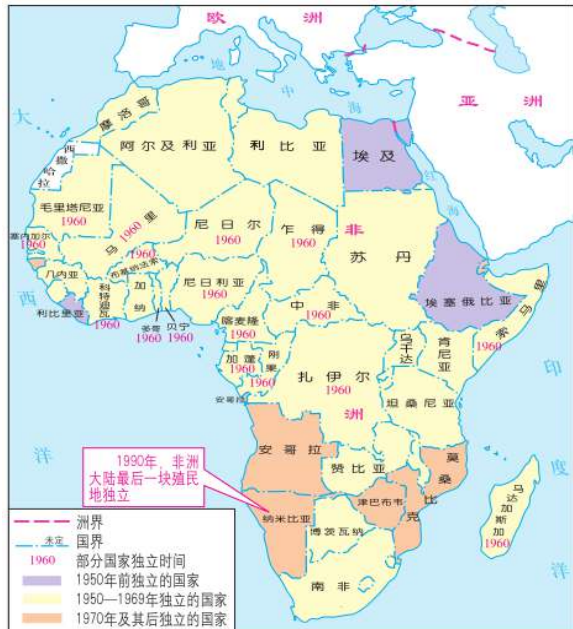 欧 洲
亚 洲
地 中 海
大 西 洋
红 海
印 度 洋
非 洲
摩洛哥
阿尔及利亚
利比亚
埃及
西撒哈拉
毛里塔尼亚
1960
马里
1960
尼日尔
1960
乍得
1960
苏丹
塞内加尔
1960
几内亚
布基纳法索
1960
利比里亚
科特迪瓦
1960
加纳
多哥
1960
贝宁
1960
尼日利亚
1960
喀麦隆
1960
中非
1960
埃塞俄比亚
索马里
1960
加蓬
1960
刚果
1960
扎伊尔
1960
乌干达
肯尼亚
坦桑尼亚
安哥拉
安哥拉
赞比亚
莫桑比克
津巴布韦
纳米比亚
博茨瓦纳
南非
马达加斯加
1960
1990年，非洲
大陆最后一块殖民
地独立
洲界
未定 国界
1960 部分国家独立时间
1950年前独立的国家
1950—1969年独立的国家
1970年及其后独立的国家